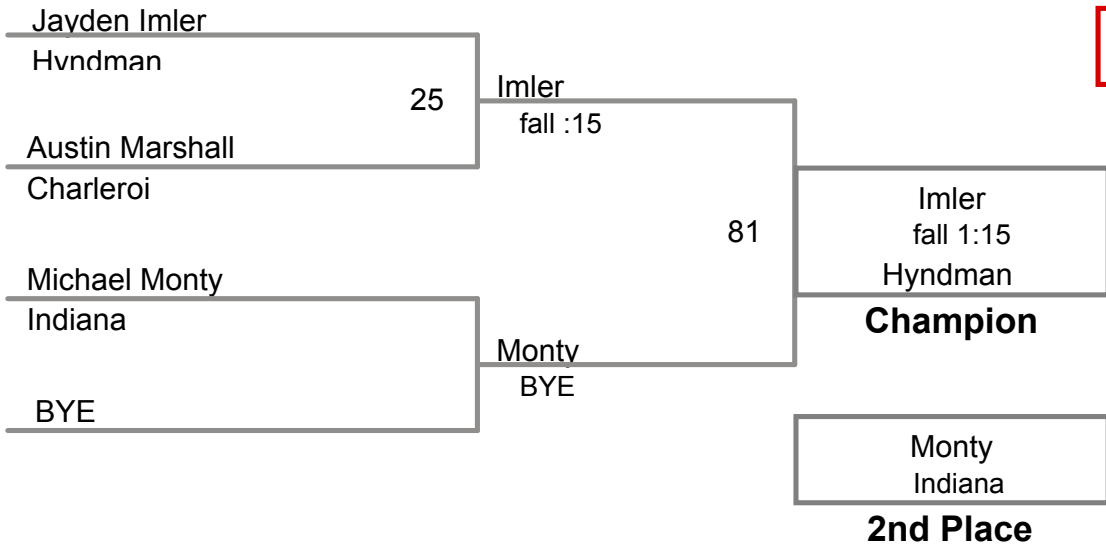 Jayden Imler
Hyndman
25
Imler
fall :15
Austin Marshall
Charleroi
81
Imler
fall 1:15
Hyndman
Champion
Michael Monty
Indiana
Monty
BYE
BYE
Monty
Indiana
2nd Place